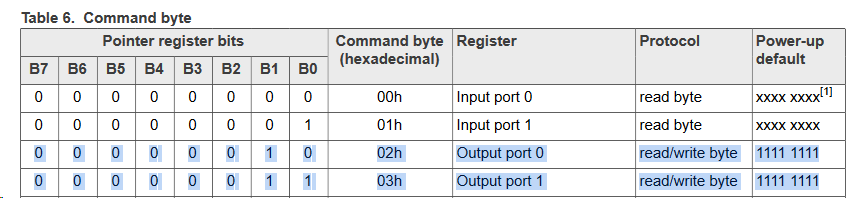 Table 6. Command byte
Pointer register bits Command byte (hexadecimal) Register Protocol Power-up default
B7 B6 B5 B4 B3 B2 B1 B0
0 0 0 0 0 0 0 0 00h Input port 0 read byte xxxx xxxx[1]
0 0 0 0 0 0 0 1 01h Input port 1 read byte xxxx xxxx
0 0 0 0 0 0 1 0 02h Output port 0 read/write byte 1111 1111
0 0 0 0 0 0 1 1 03h Output port 1 read/write byte 1111 1111